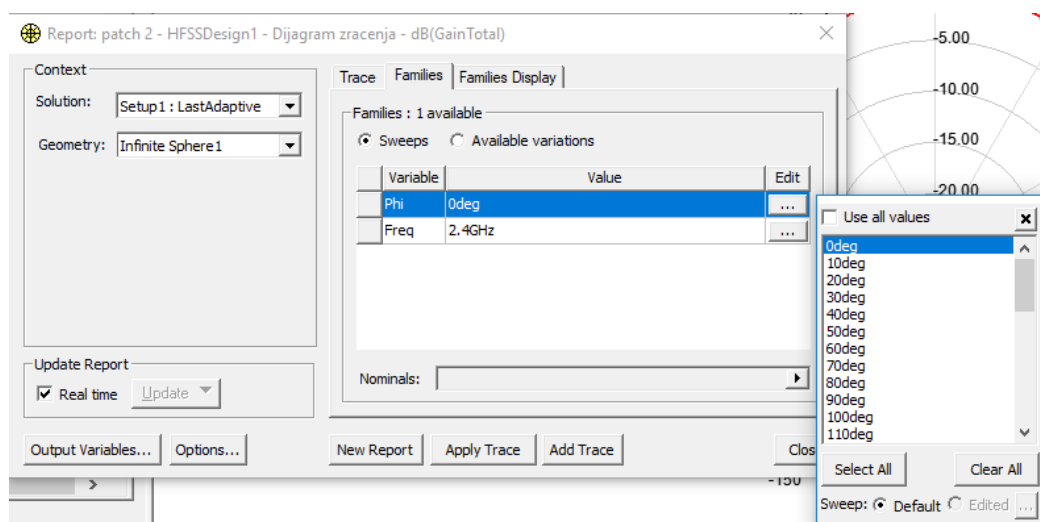 Report: patch 2 - HFSSDesign1 - Dijagram zracenja - dB(GainTotal)
Context
Solution: Setup1 : LastAdaptive
Geometry: Infinite Sphere1
Update Report
Real time Update
Output Variables... Options...
Trace Families Families Display
Families : 1 available
Sweeps Available variations
Variable Value Edit
Phi 0deg ...
Freq 2.4GHz ...
Nominals:
New Report Apply Trace Add Trace Clos
-5.00
-10.00
-15.00
-20.00
-150
Use all values
0deg
10deg
20deg
30deg
40deg
50deg
60deg
70deg
80deg
90deg
100deg
110deg
Select All Clear All
Sweep: Default Edited ...